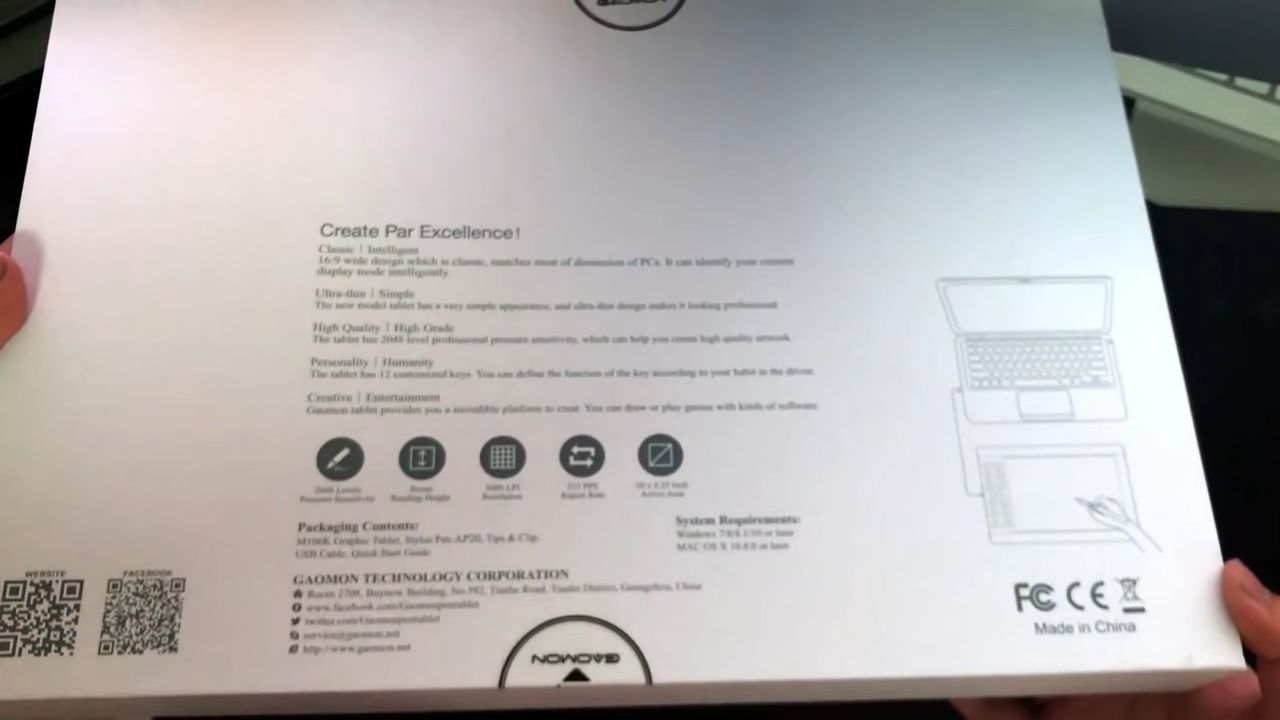 Create Par Excellence!
Classic | Intelligent
16:9 wide design which is classic, matches most of dimension of PCs. It can identify your current
display mode intelligently.
Ultra-thin | Simple
The new model tablet has a very simple appearance, and ultra-thin design makes it looking professional.
High Quality | High Grade
The tablet has 2048 level professional pressure sensitivity, which can help you create high quality artwork.
Personality | Humanity
The tablet has 12 customized keys. You can define the function of the key according to your habit in the driver.
Creative | Entertainment
Gaomon tablet provides you a incredible platform to creat. You can draw or play games with kinds of software.
2048 Levels
Pressure Sensitivity
Reading Height
Resolution
Report Rate
10 x 6.25 Inch
Active Area
Packaging Contents:
M106K Graphic Tablet, Stylus Pen AP20, Tips & Clip,
USB Cable, Quick Start Guide
System Requirements:
Windows 7/8/8.1/10 or later
MAC OS X 10.8.0 or later
WEBSITE
FACEBOOK
GAOMON TECHNOLOGY CORPORATION
Room 2708, Building, No.992, Tianhe Road, Tianhe District, Guangzhou, China
www.facebook.com/Gaomonpentablet
twitter.com/Gaomonpentablet
service@gaomon.net
http://www.gaomon.net
GAOMON
FC CE
Made in China